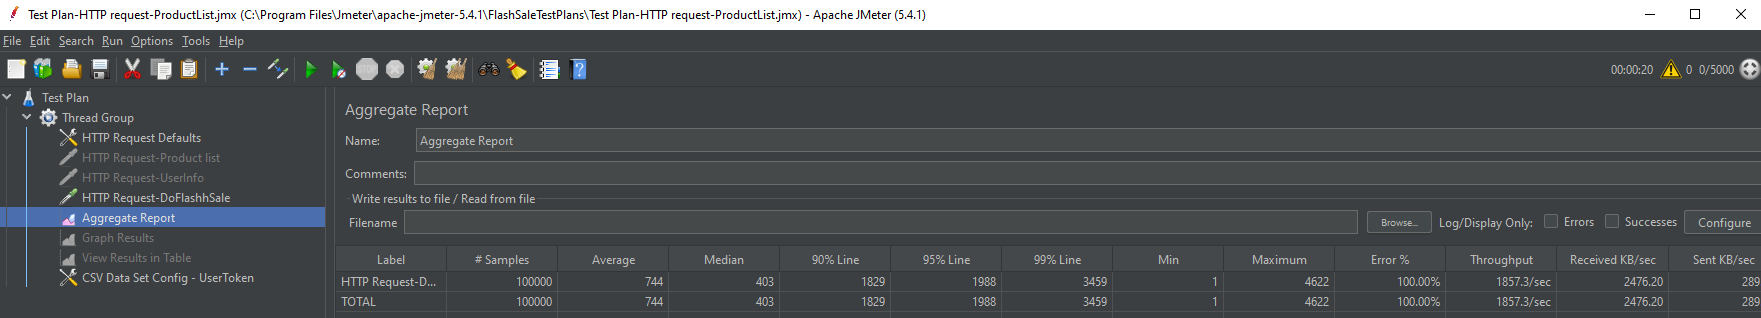 Test Plan-HTTP request-ProductList.jmx (C:\Program Files\Jmeter\apache-jmeter-5.4.1\FlashSaleTestPlans\Test Plan-HTTP request-ProductList.jmx) - Apache JMeter (5.4.1)
File Edit Search Run Options Tools Help
00:00:20 0 0/5000
Test Plan
Thread Group
HTTP Request Defaults
HTTP Request-Product list
HTTP Request-UserInfo
HTTP Request-DoFlashhSale
Aggregate Report
Graph Results
View Results in Table
CSV Data Set Config - UserToken
Aggregate Report
Name: Aggregate Report
Comments:
Write results to file / Read from file
Filename Browse... Log/Display Only: Errors Successes Configure
Label # Samples Average Median 90% Line 95% Line 99% Line Min Maximum Error % Throughput Received KB/sec Sent KB/sec
HTTP Request-D... 100000 744 403 1829 1988 3459 1 4622 100.00% 1857.3/sec 2476.20 289
TOTAL 100000 744 403 1829 1988 3459 1 4622 100.00% 1857.3/sec 2476.20 289